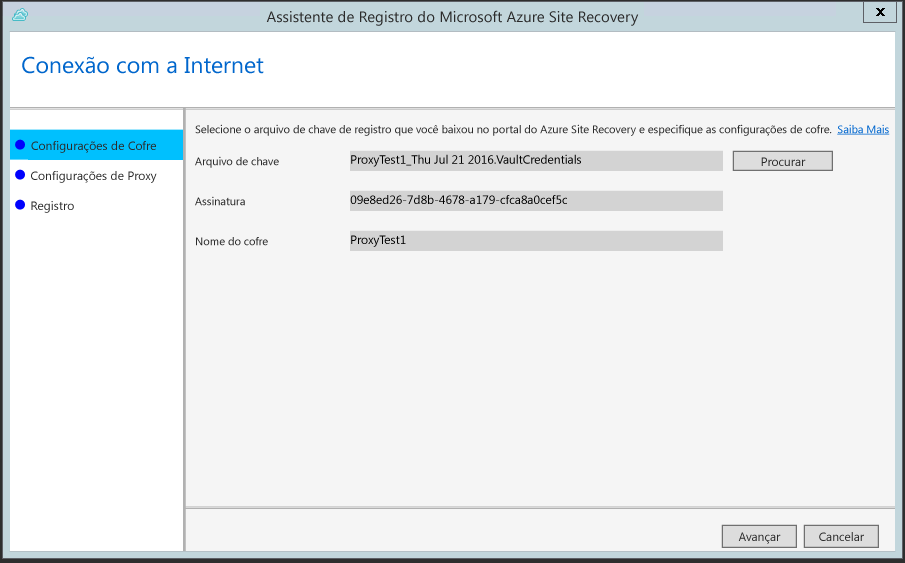 Assistente de Registro do Microsoft Azure Site Recovery
x
Conexão com a Internet
Configurações de Cofre
Configurações de Proxy
Registro
Selecione o arquivo de chave de registro que você baixou no portal do Azure Site Recovery e especifique as configurações de cofre. Saiba Mais
Arquivo de chave ProxyTest1_Thu Jul 21 2016.VaultCredentials Procurar
Assinatura 09e8ed26-7d8b-4678-a179-cfca8a0cef5c
Nome do cofre ProxyTest1
Avançar Cancelar